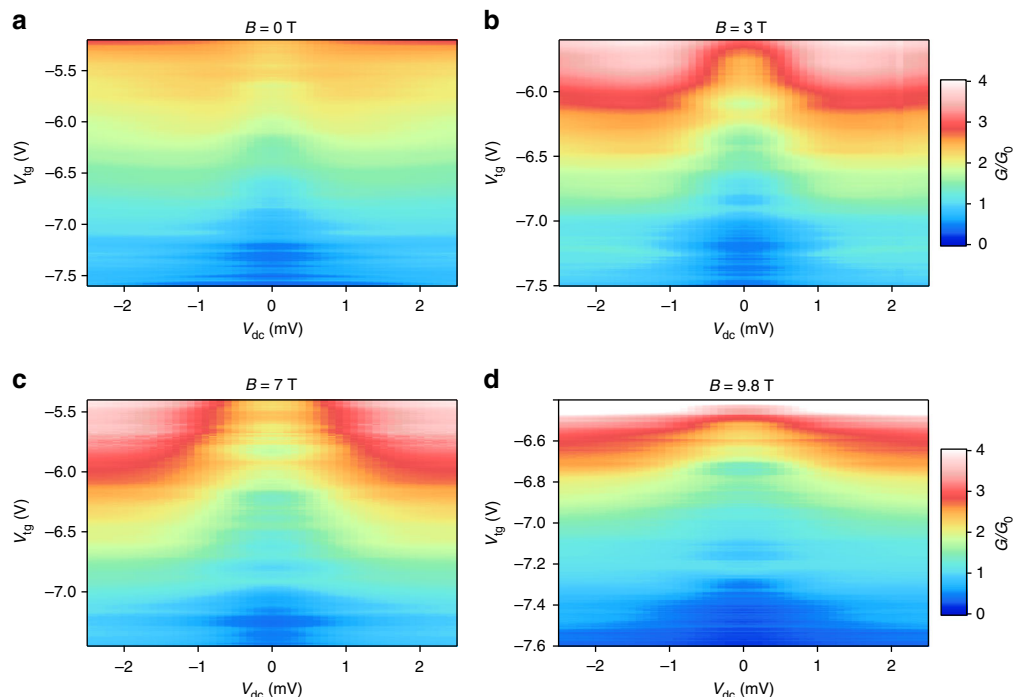 a
B = 0 T
−5.5
−6.0
−6.5
−7.0
−7.5
V_tg (V)
−2
−1
0
1
2
V_dc (mV)
b
B = 3 T
−6.0
−6.5
−7.0
−7.5
V_tg (V)
−2
−1
0
1
2
V_dc (mV)
4
3
2
1
0
G/G_0
c
B = 7 T
−5.5
−6.0
−6.5
−7.0
V_tg (V)
−2
−1
0
1
2
V_dc (mV)
d
B = 9.8 T
−6.6
−6.8
−7.0
−7.2
−7.4
−7.6
V_tg (V)
−2
−1
0
1
2
V_dc (mV)
4
3
2
1
0
G/G_0